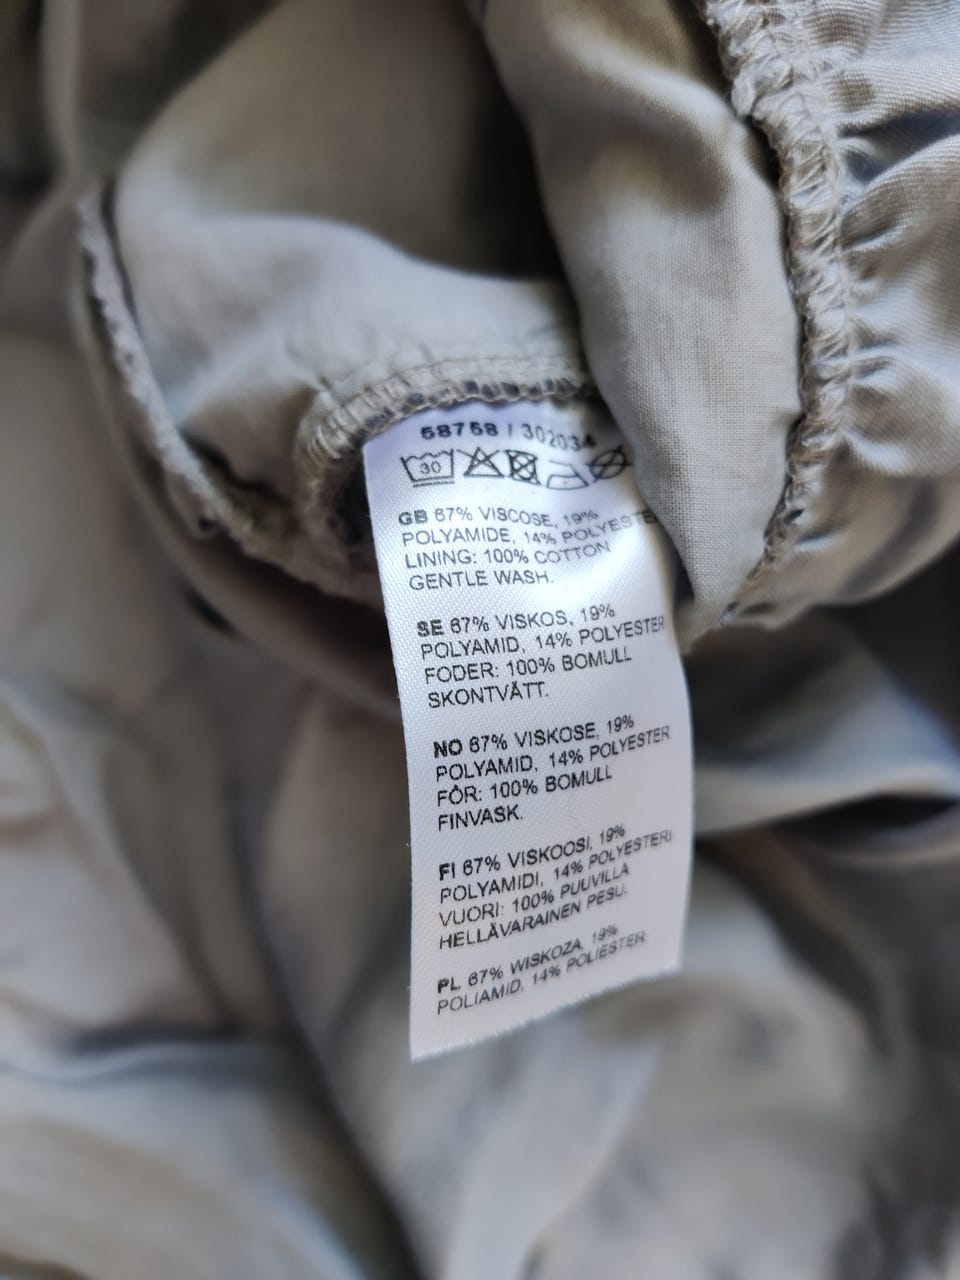 58758 / 302034
30
GB 67% VISCOSE, 19%
POLYAMIDE, 14% POLYESTE
LINING: 100% COTTON
GENTLE WASH.
SE 67% VISKOS, 19%
POLYAMID, 14% POLYESTER
FODER: 100% BOMULL
SKONTVÄTT.
NO 67% VISKOSE, 19%
POLYAMID, 14% POLYESTER
FÔR: 100% BOMULL
FINVASK.
FI 67% VISKOOSI, 19%
POLYAMIDI, 14% POLYESTERI
VUORI: 100% PUUVILLA
HELLÄVARAINEN PESU.
PL 67% WISKOZA, 19%
POLIAMID, 14% POLIESTER